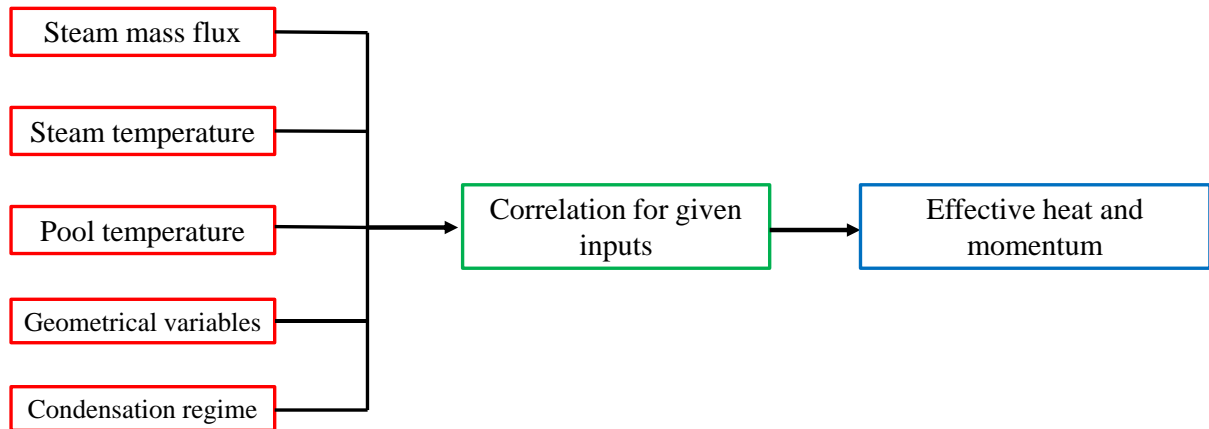 Steam mass flux
Steam temperature
Pool temperature
Geometrical variables
Condensation regime
Correlation for given
inputs
Effective heat and
momentum